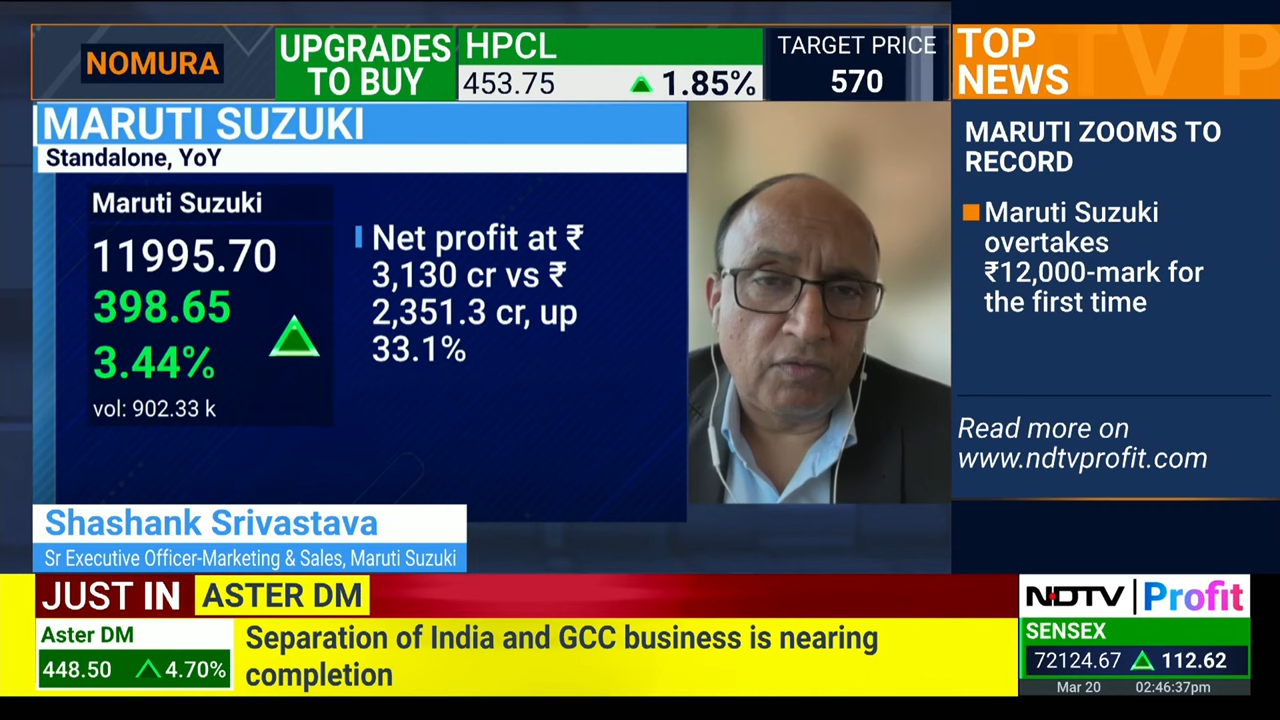 NOMURA
UPGRADES
TO BUY
HPCL
453.75 1.85%
TARGET PRICE
570
TOP
NEWS
MARUTI SUZUKI
Standalone, YoY
Maruti Suzuki
11995.70
398.65
3.44%
vol: 902.33 k
Net profit at ₹
3,130 cr vs ₹
2,351.3 cr, up
33.1%
MARUTI ZOOMS TO
RECORD
Maruti Suzuki
overtakes
₹12,000-mark for
the first time
Read more on
www.ndtvprofit.com
Shashank Srivastava
Sr Executive Officer-Marketing & Sales, Maruti Suzuki
JUST IN ASTER DM
Aster DM
448.50 4.70%
Separation of India and GCC business is nearing
completion
NDTV Profit
SENSEX
72124.67 112.62
Mar 20 02:46:37pm